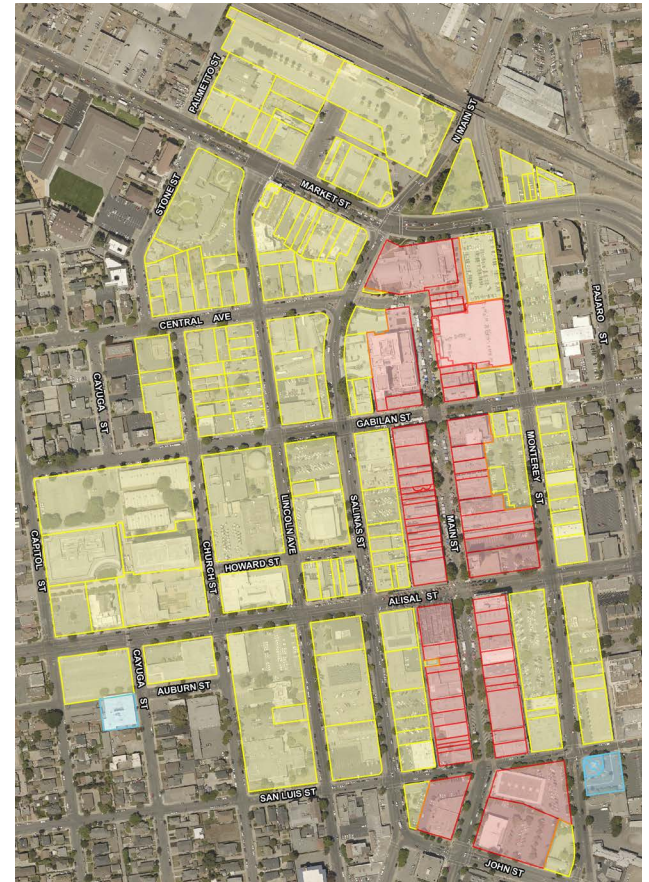 PALMETTO ST
N MAIN ST
MARKET ST
STONE ST
PAJARO ST
CENTRAL AVE
CAYUGA ST
GABILAN ST
MONTEREY ST
LINCOLN AVE
SALINAS ST
MAIN ST
CAPITOL ST
CHURCH ST
HOWARD ST
ALISAL ST
CAYUGA ST
AUBURN ST
SAN LUIS ST
JOHN ST